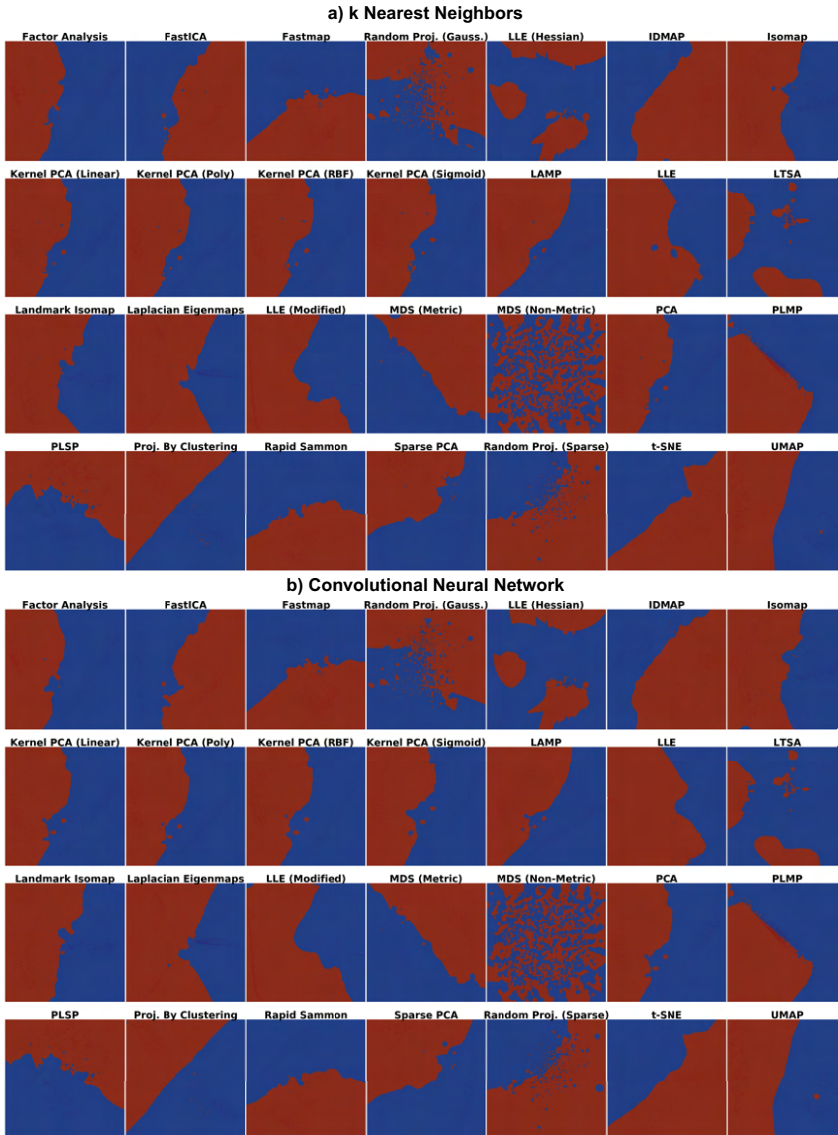 a) k Nearest Neighbors
Factor Analysis FastICA Fastmap Random Proj. (Gauss.) LLE (Hessian) IDMAP Isomap
Kernel PCA (Linear) Kernel PCA (Poly) Kernel PCA (RBF) Kernel PCA (Sigmoid) LAMP LLE LTSA
Landmark Isomap Laplacian Eigenmaps LLE (Modified) MDS (Metric) MDS (Non-Metric) PCA PLMP
PLSP Proj. By Clustering Rapid Sammon Sparse PCA Random Proj. (Sparse) t-SNE UMAP
b) Convolutional Neural Network
Factor Analysis FastICA Fastmap Random Proj. (Gauss.) LLE (Hessian) IDMAP Isomap
Kernel PCA (Linear) Kernel PCA (Poly) Kernel PCA (RBF) Kernel PCA (Sigmoid) LAMP LLE LTSA
Landmark Isomap Laplacian Eigenmaps LLE (Modified) MDS (Metric) MDS (Non-Metric) PCA PLMP
PLSP Proj. By Clustering Rapid Sammon Sparse PCA Random Proj. (Sparse) t-SNE UMAP